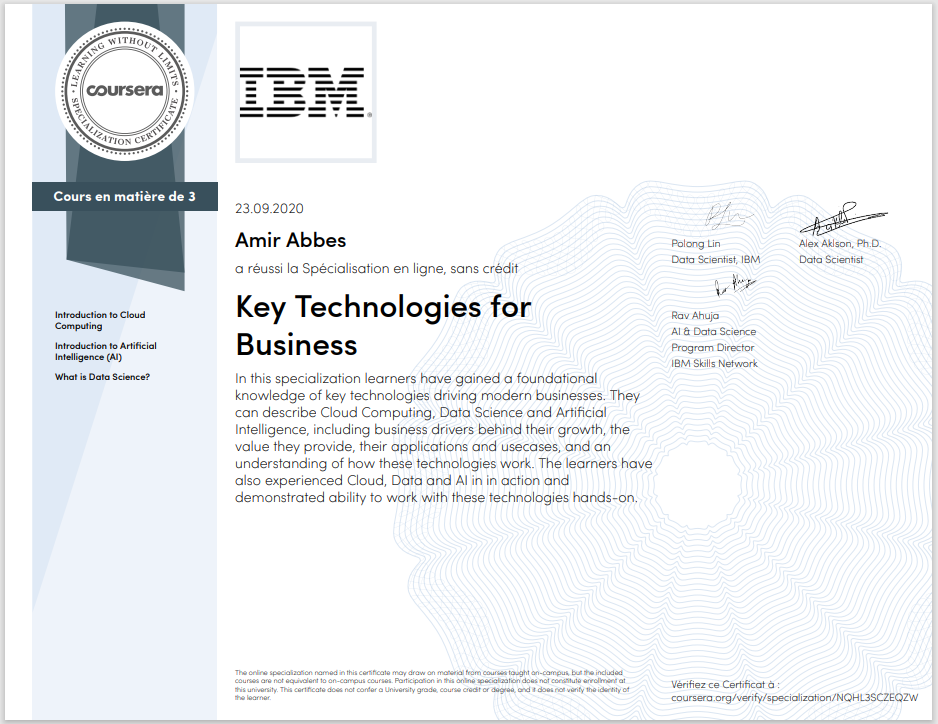 LEARNING WITHOUT LIMITS
coursera
SPECIALIZATION CERTIFICATE
IBM®
Cours en matière de 3
Introduction to Cloud
Computing
Introduction to Artificial
Intelligence (AI)
What is Data Science?
23.09.2020
Amir Abbes
a réussi la Spécialisation en ligne, sans crédit
Key Technologies for
Business
In this specialization learners have gained a foundational
knowledge of key technologies driving modern businesses. They
can describe Cloud Computing, Data Science and Artificial
Intelligence, including business drivers behind their growth, the
value they provide, their applications and usecases, and an
understanding of how these technologies work. The learners have
also experienced Cloud, Data and AI in in action and
demonstrated ability to work with these technologies hands-on.
Polong Lin
Data Scientist, IBM
Alex Aklson, Ph.D.
Data Scientist
Rav Ahuja
AI & Data Science
Program Director
IBM Skills Network
The online specialization named in this certificate may draw on material from courses taught on-campus, but the included
courses are not equivalent to on-campus courses. Participation in this online specialization does not constitute enrollment at
this university. This certificate does not confer a University grade, course credit or degree, and it does not verify the identity of
the learner.
Vérifiez ce Certificat à :
coursera.org/verify/specialization/NQHL3SCZEQZW